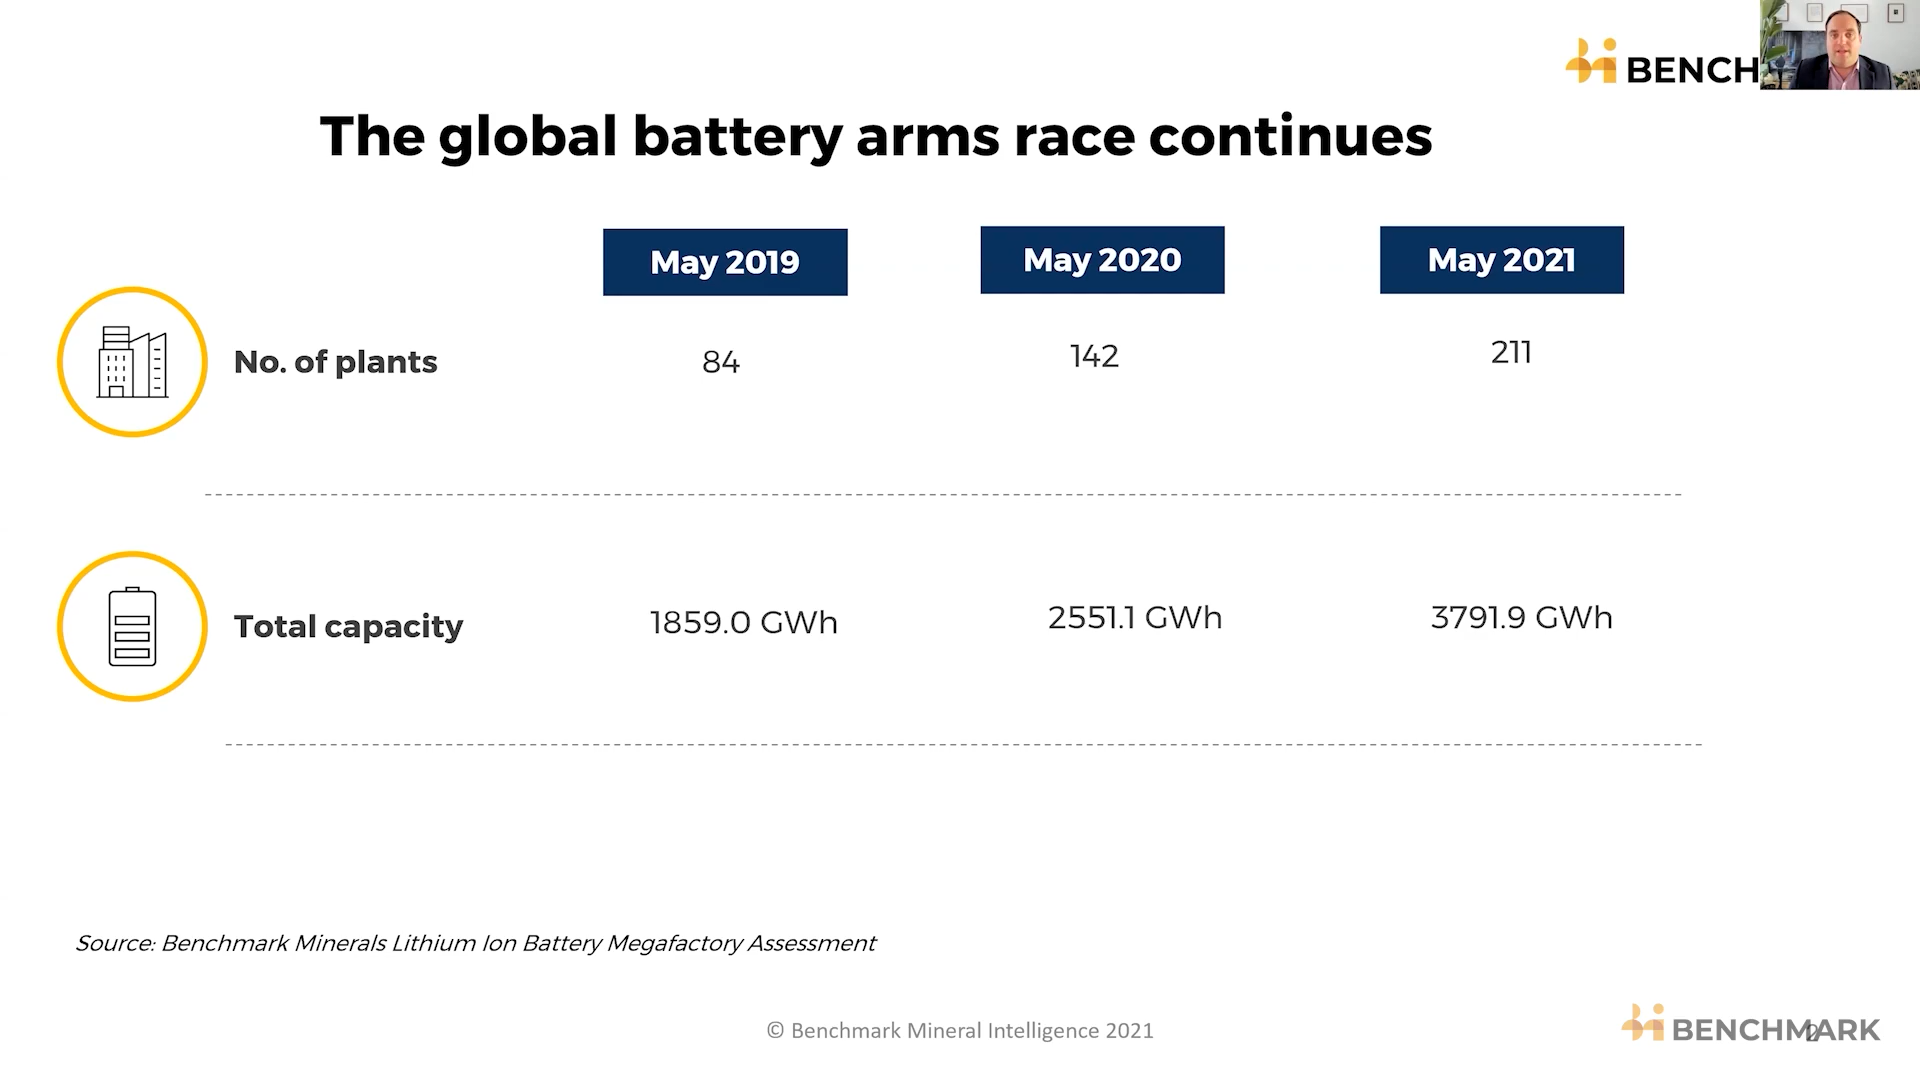 BENCH
The global battery arms race continues
May 2019
May 2020
May 2021
No. of plants
84
142
211
Total capacity
1859.0 GWh
2551.1 GWh
3791.9 GWh
Source: Benchmark Minerals Lithium Ion Battery Megafactory Assessment
© Benchmark Mineral Intelligence 2021
BENCHMARK
2